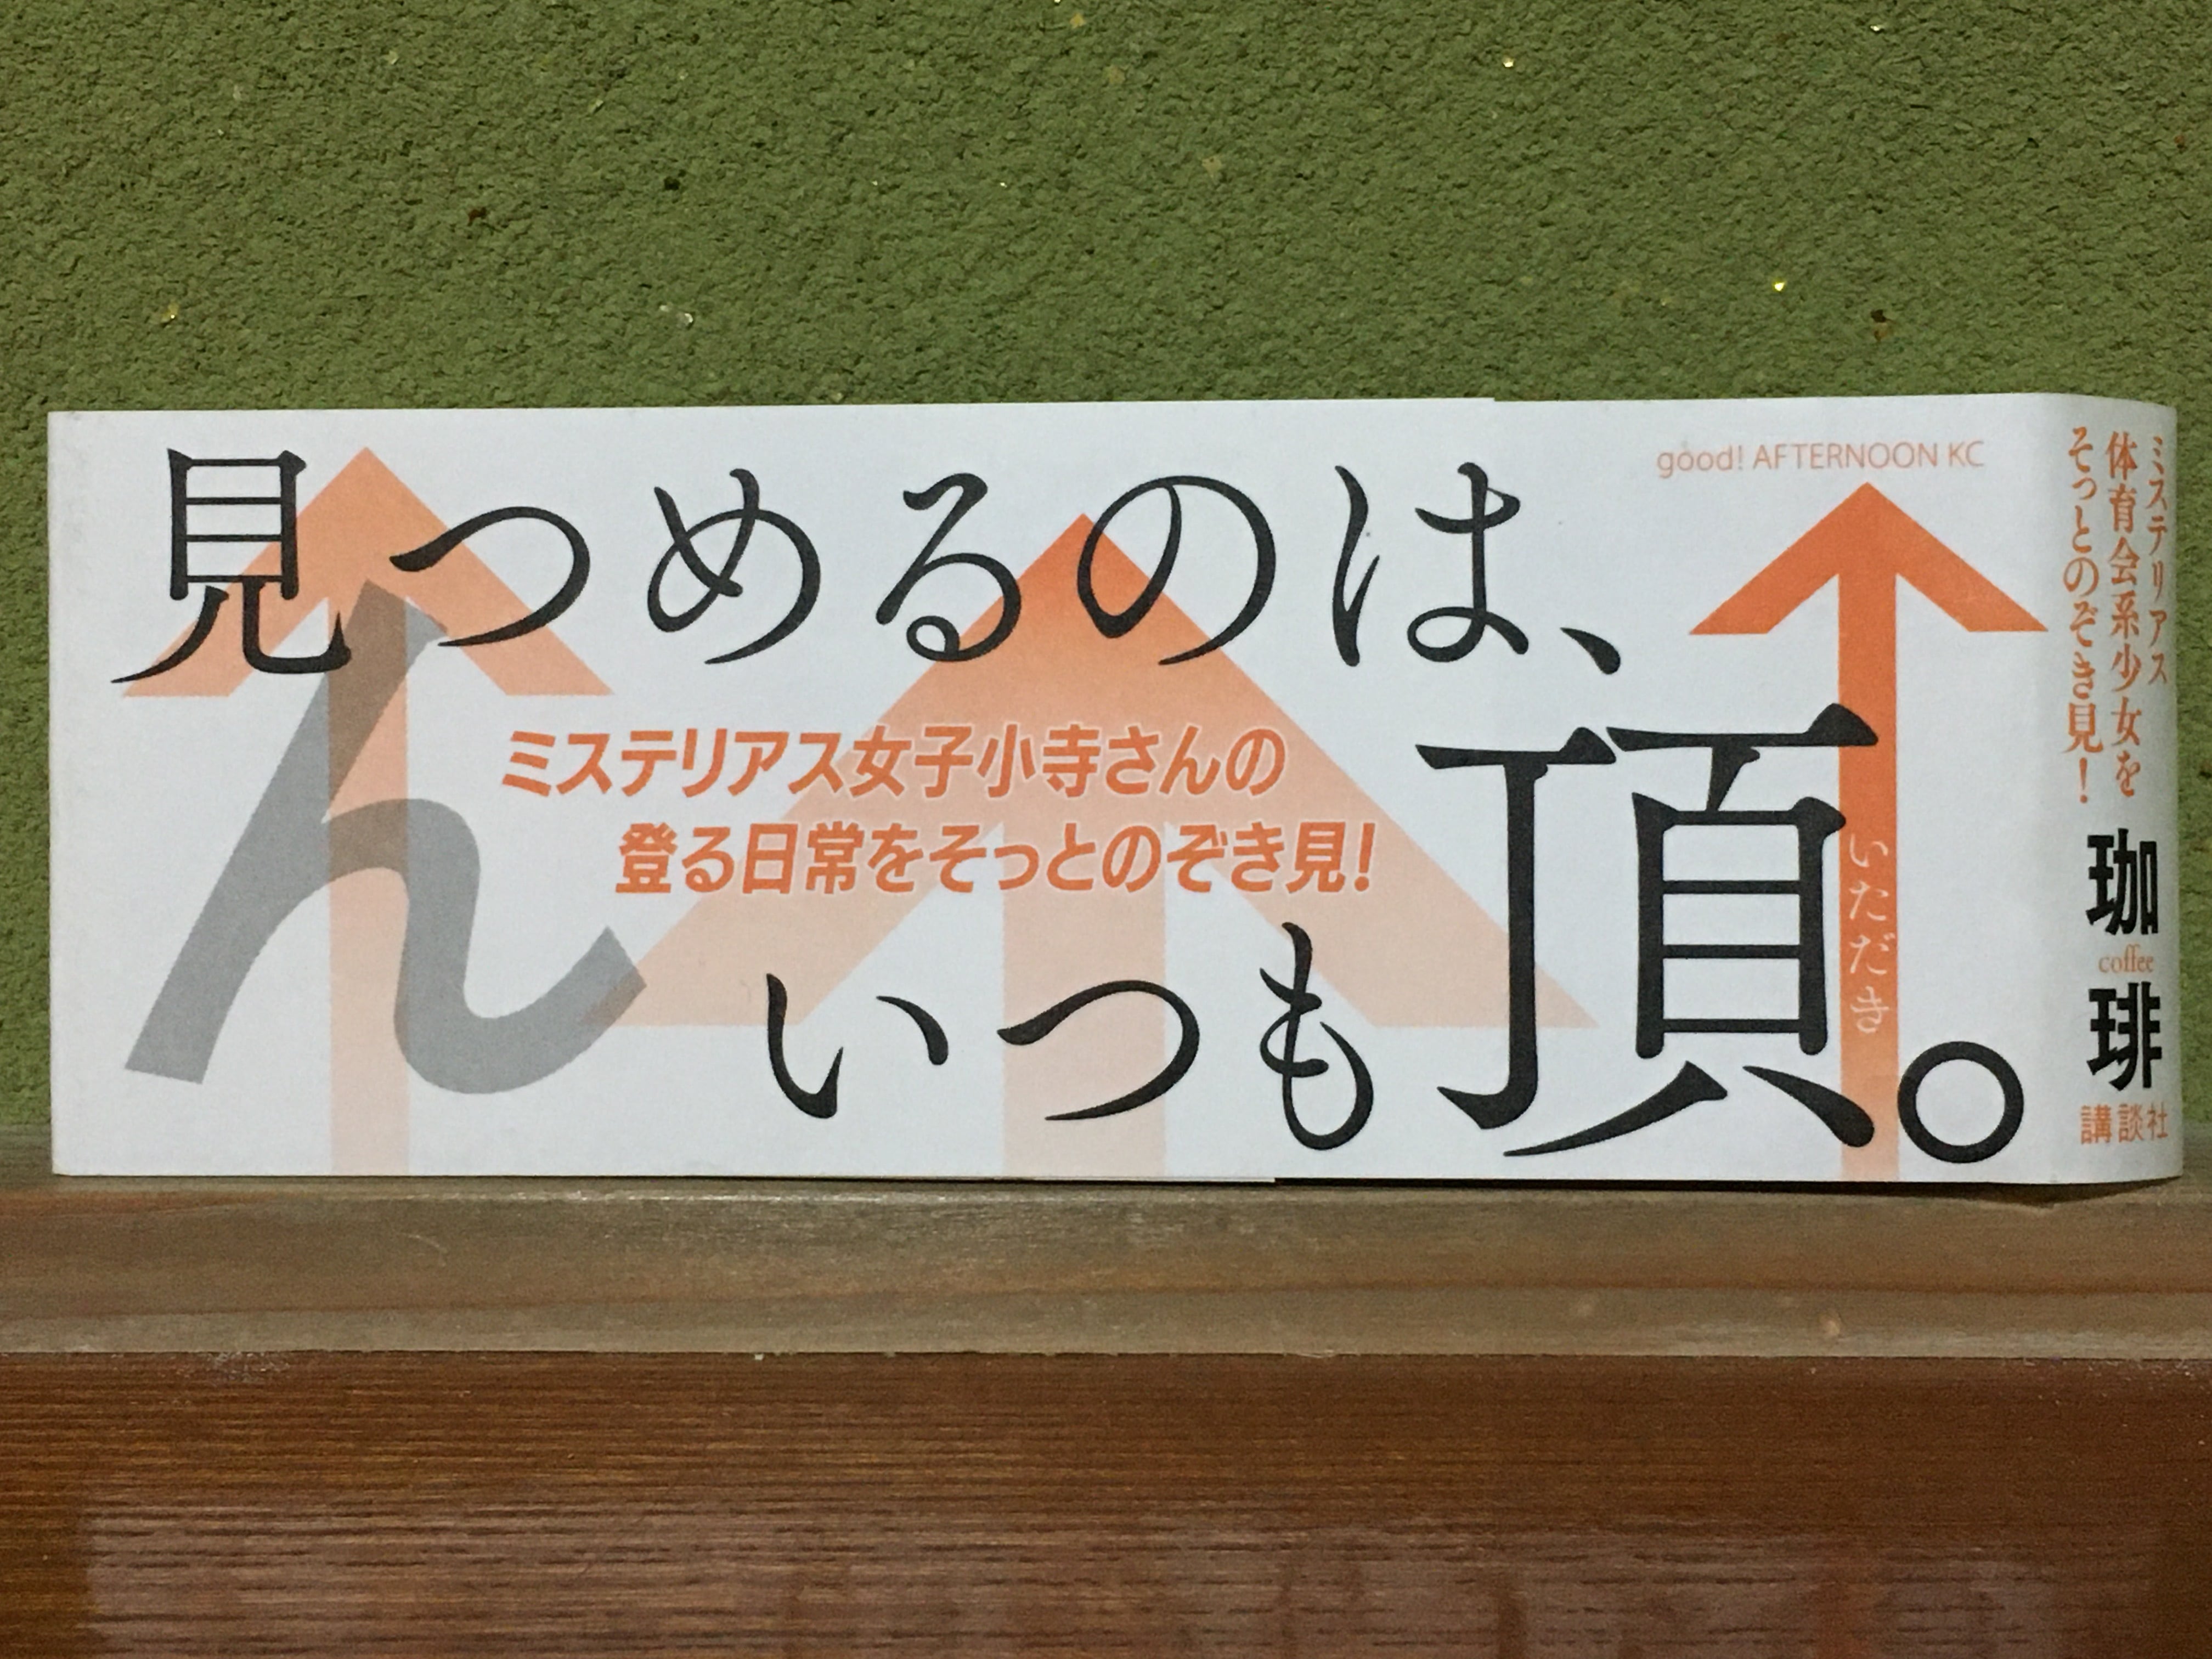 見つめるのは、
ん
ミステリアス女子小寺さんの
登る日常をそっとのぞき見!
いつも頂。
いただき
good! AFTERNOON KC
ミステリアス
体育会系少女を
そっとのぞき見!
珈琲
coffee
講談社